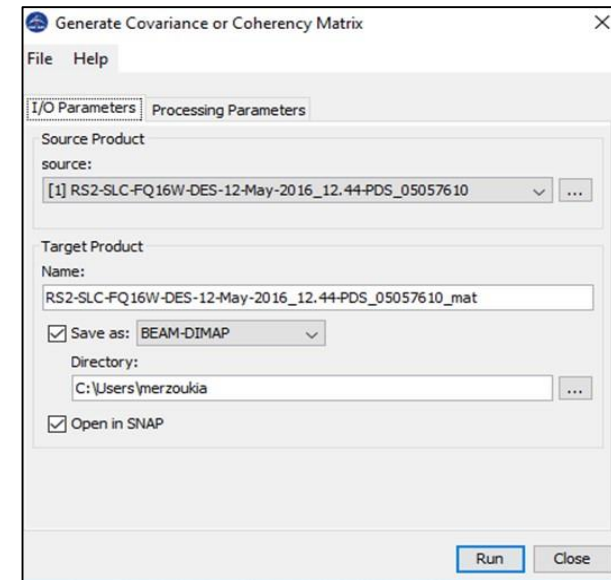 Generate Covariance or Coherency Matrix
File Help
I/O Parameters Processing Parameters
Source Product
source:
[1] RS2-SLC-FQ16W-DES-12-May-2016_12.44-PDS_05057610 ...
Target Product
Name:
RS2-SLC-FQ16W-DES-12-May-2016_12.44-PDS_05057610_mat
Save as: BEAM-DIMAP
Directory:
C:\Users\merzoukia ...
Open in SNAP
Run Close